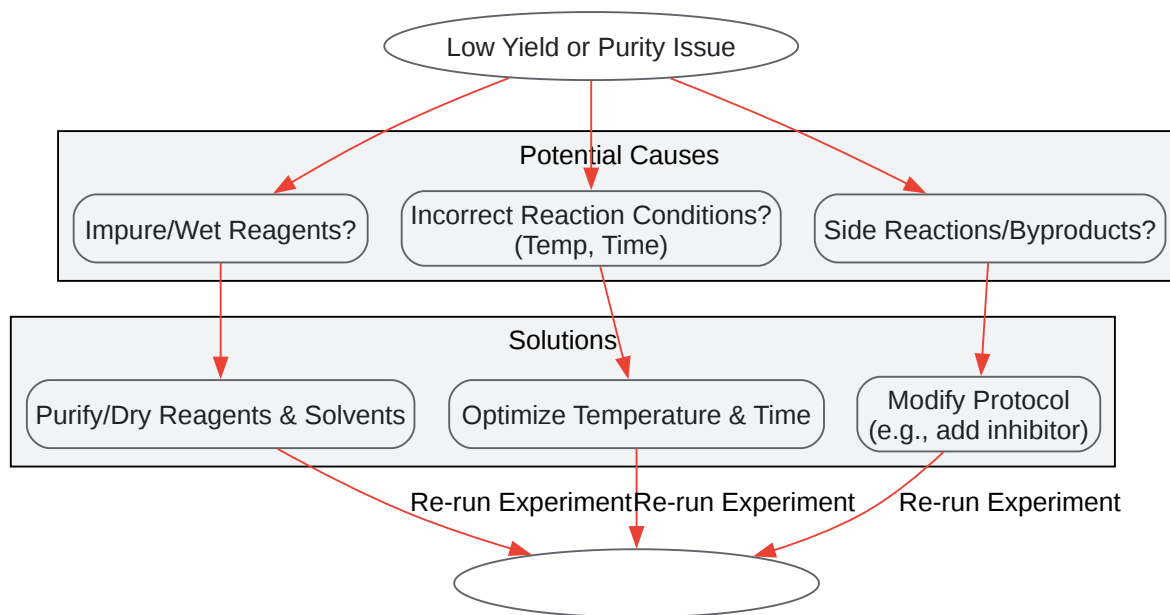 Low Yield or Purity Issue
Potential Causes
Impure/Wet Reagents?
Incorrect Reaction Conditions?
(Temp, Time)
Side Reactions/Byproducts?
Solutions
Purify/Dry Reagents & Solvents
Optimize Temperature & Time
Modify Protocol
(e.g., add inhibitor)
Re-run Experiment
Re-run Experiment
Re-run Experiment